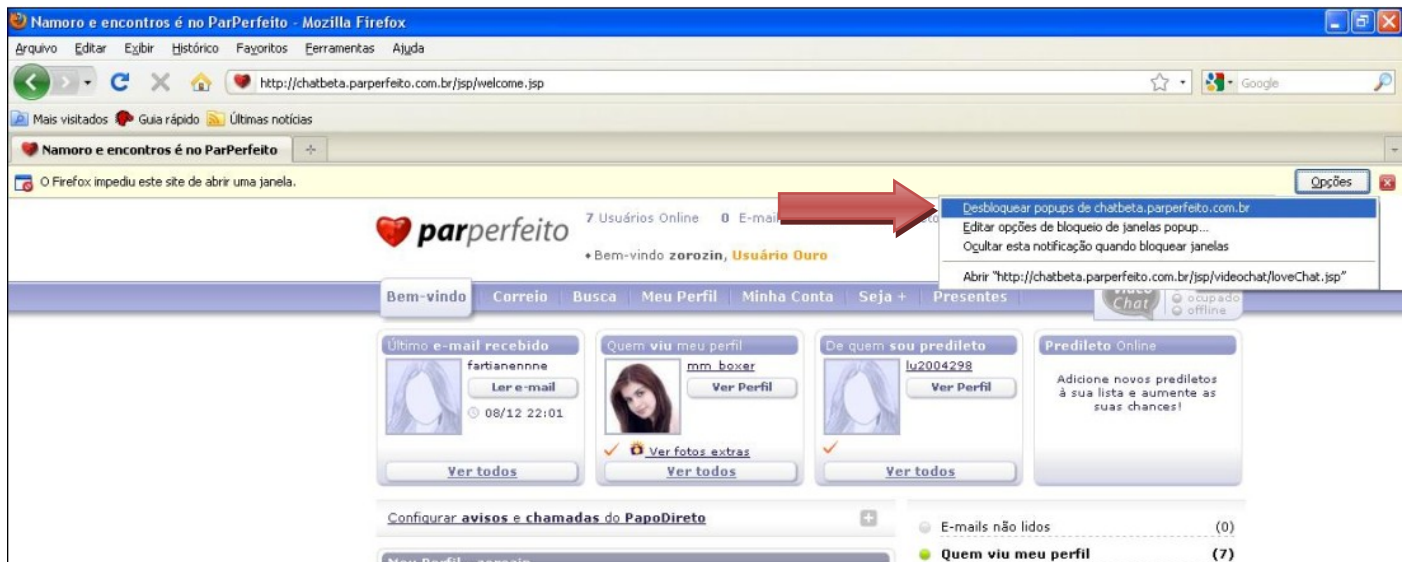 Namoro e encontros é no ParPerfeito - Mozilla Firefox
Arquivo Editar Exibir Histórico Favoritos Ferramentas Ajuda
http://chatbeta.parperfeito.com.br/jsp/welcome.jsp Google
Mais visitados Guia rápido Últimas notícias
Namoro e encontros é no ParPerfeito
O Firefox impediu este site de abrir uma janela. Opções
Desbloquear popups de chatbeta.parperfeito.com.br
Editar opções de bloqueio de janelas popup...
Ocultar esta notificação quando bloquear janelas
Abrir "http://chatbeta.parperfeito.com.br/jsp/videochat/loveChat.jsp"
parperfeito
7 Usuários Online 0 E-mail
Bem-vindo zorozin, Usuário Ouro
Bem-vindo Correio Busca Meu Perfil Minha Conta Seja + Presentes
Chat
ocupado
offline
Último e-mail recebido
fartianennne
Ler e-mail
08/12 22:01
Ver todos
Quem viu meu perfil
mm_boxer
Ver Perfil
Ver fotos extras
Ver todos
De quem sou predileto
lu2004298
Ver Perfil
Ver todos
Predileto Online
Adicione novos prediletos
à sua lista e aumente as
suas chances!
Configurar avisos e chamadas do PapoDireto
E-mails não lidos (0)
Quem viu meu perfil (7)
Meu Perfil - zorozin